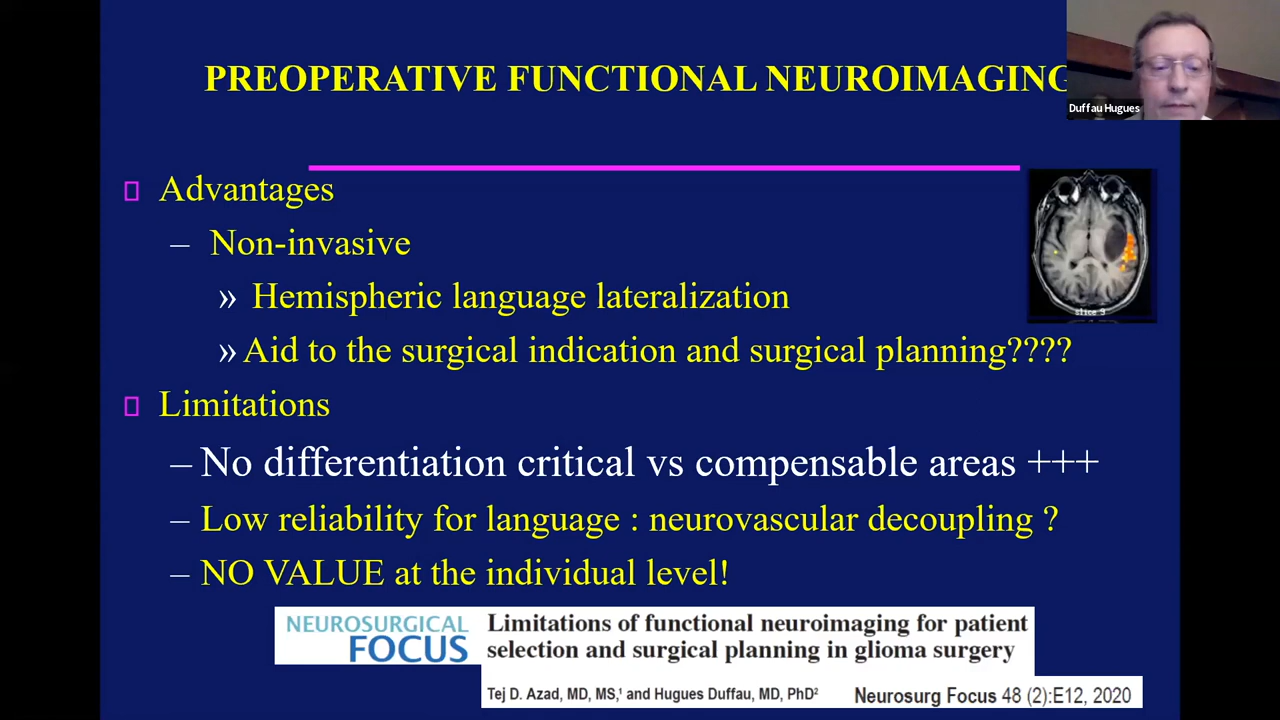 PREOPERATIVE FUNCTIONAL NEUROIMAGING
Duffau Hugues
Advantages
– Non-invasive
» Hemispheric language lateralization
» Aid to the surgical indication and surgical planning????
slice 9
Limitations
– No differentiation critical vs compensable areas +++
– Low reliability for language : neurovascular decoupling ?
– NO VALUE at the individual level!
NEUROSURGICAL
FOCUS
Limitations of functional neuroimaging for patient
selection and surgical planning in glioma surgery
Tej D. Azad, MD, MS,¹ and Hugues Duffau, MD, PhD²
Neurosurg Focus 48 (2):E12, 2020